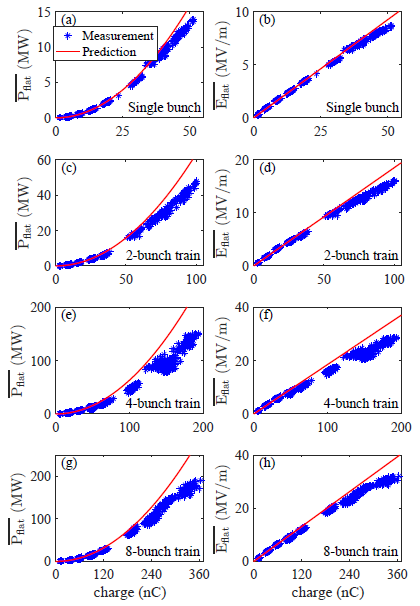 (a)
Measurement
Prediction
Single bunch
P_flat (MW)
15
10
5
0
0 25 50
(b)
Single bunch
E_flat (MV/m)
10
5
0
0 25 50
(c)
2-bunch train
P_flat (MW)
60
40
20
0
0 50 100
(d)
2-bunch train
E_flat (MV/m)
20
10
0
0 50 100
(e)
4-bunch train
P_flat (MW)
200
100
0
0 100 200
(f)
4-bunch train
E_flat (MV/m)
40
20
0
0 100 200
(g)
8-bunch train
P_flat (MW)
200
100
0
0 120 240 360
charge (nC)
(h)
8-bunch train
E_flat (MV/m)
40
20
0
0 120 240 360
charge (nC)